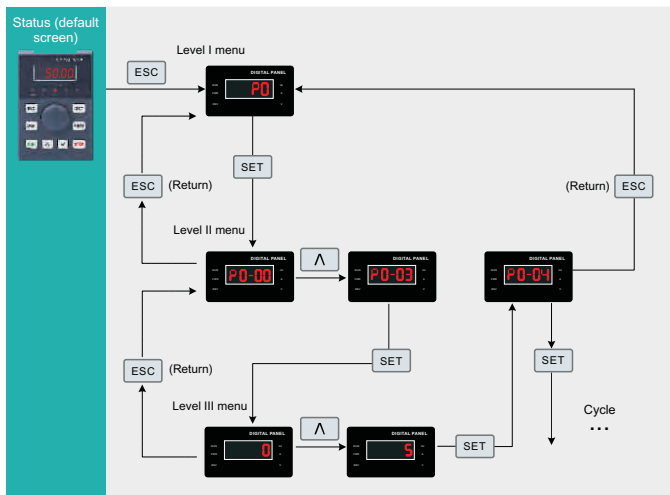 Status (default
screen)
50.00
ESC
Level I menu
DIGITAL PANEL
P0
ESC
(Return)
SET
(Return)
ESC
Level II menu
DIGITAL PANEL
P0-00
Λ
DIGITAL PANEL
P0-03
DIGITAL PANEL
P0-04
ESC
(Return)
SET
SET
Level III menu
DIGITAL PANEL
0
Λ
DIGITAL PANEL
5
SET
Cycle
...